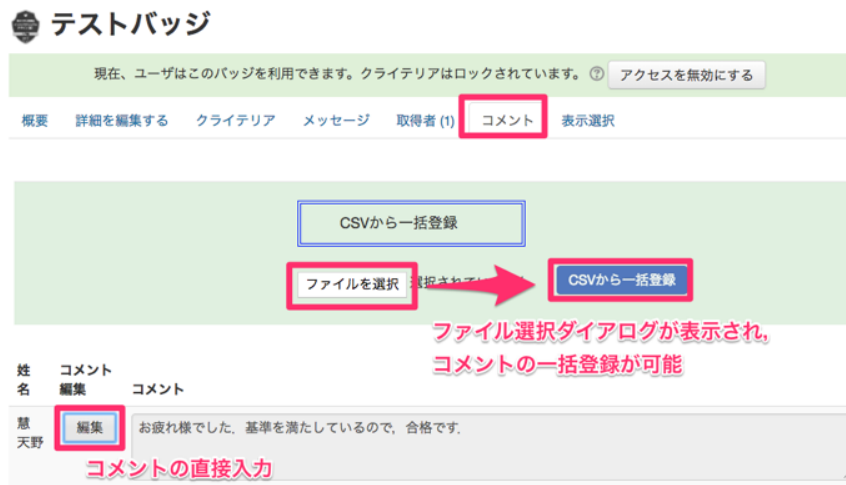 テストバッジ
現在、ユーザはこのバッジを利用できます。クライテリアはロックされています。 ? アクセスを無効にする
概要 詳細を編集する クライテリア メッセージ 取得者 (1) コメント 表示選択
CSVから一括登録
ファイルを選択 選択されてい CSVから一括登録
ファイル選択ダイアログが表示され,
コメントの一括登録が可能
姓 コメント
名 編集 コメント
慧 編集 お疲れ様でした．基準を満たしているので，合格です．
天野
コメントの直接入力